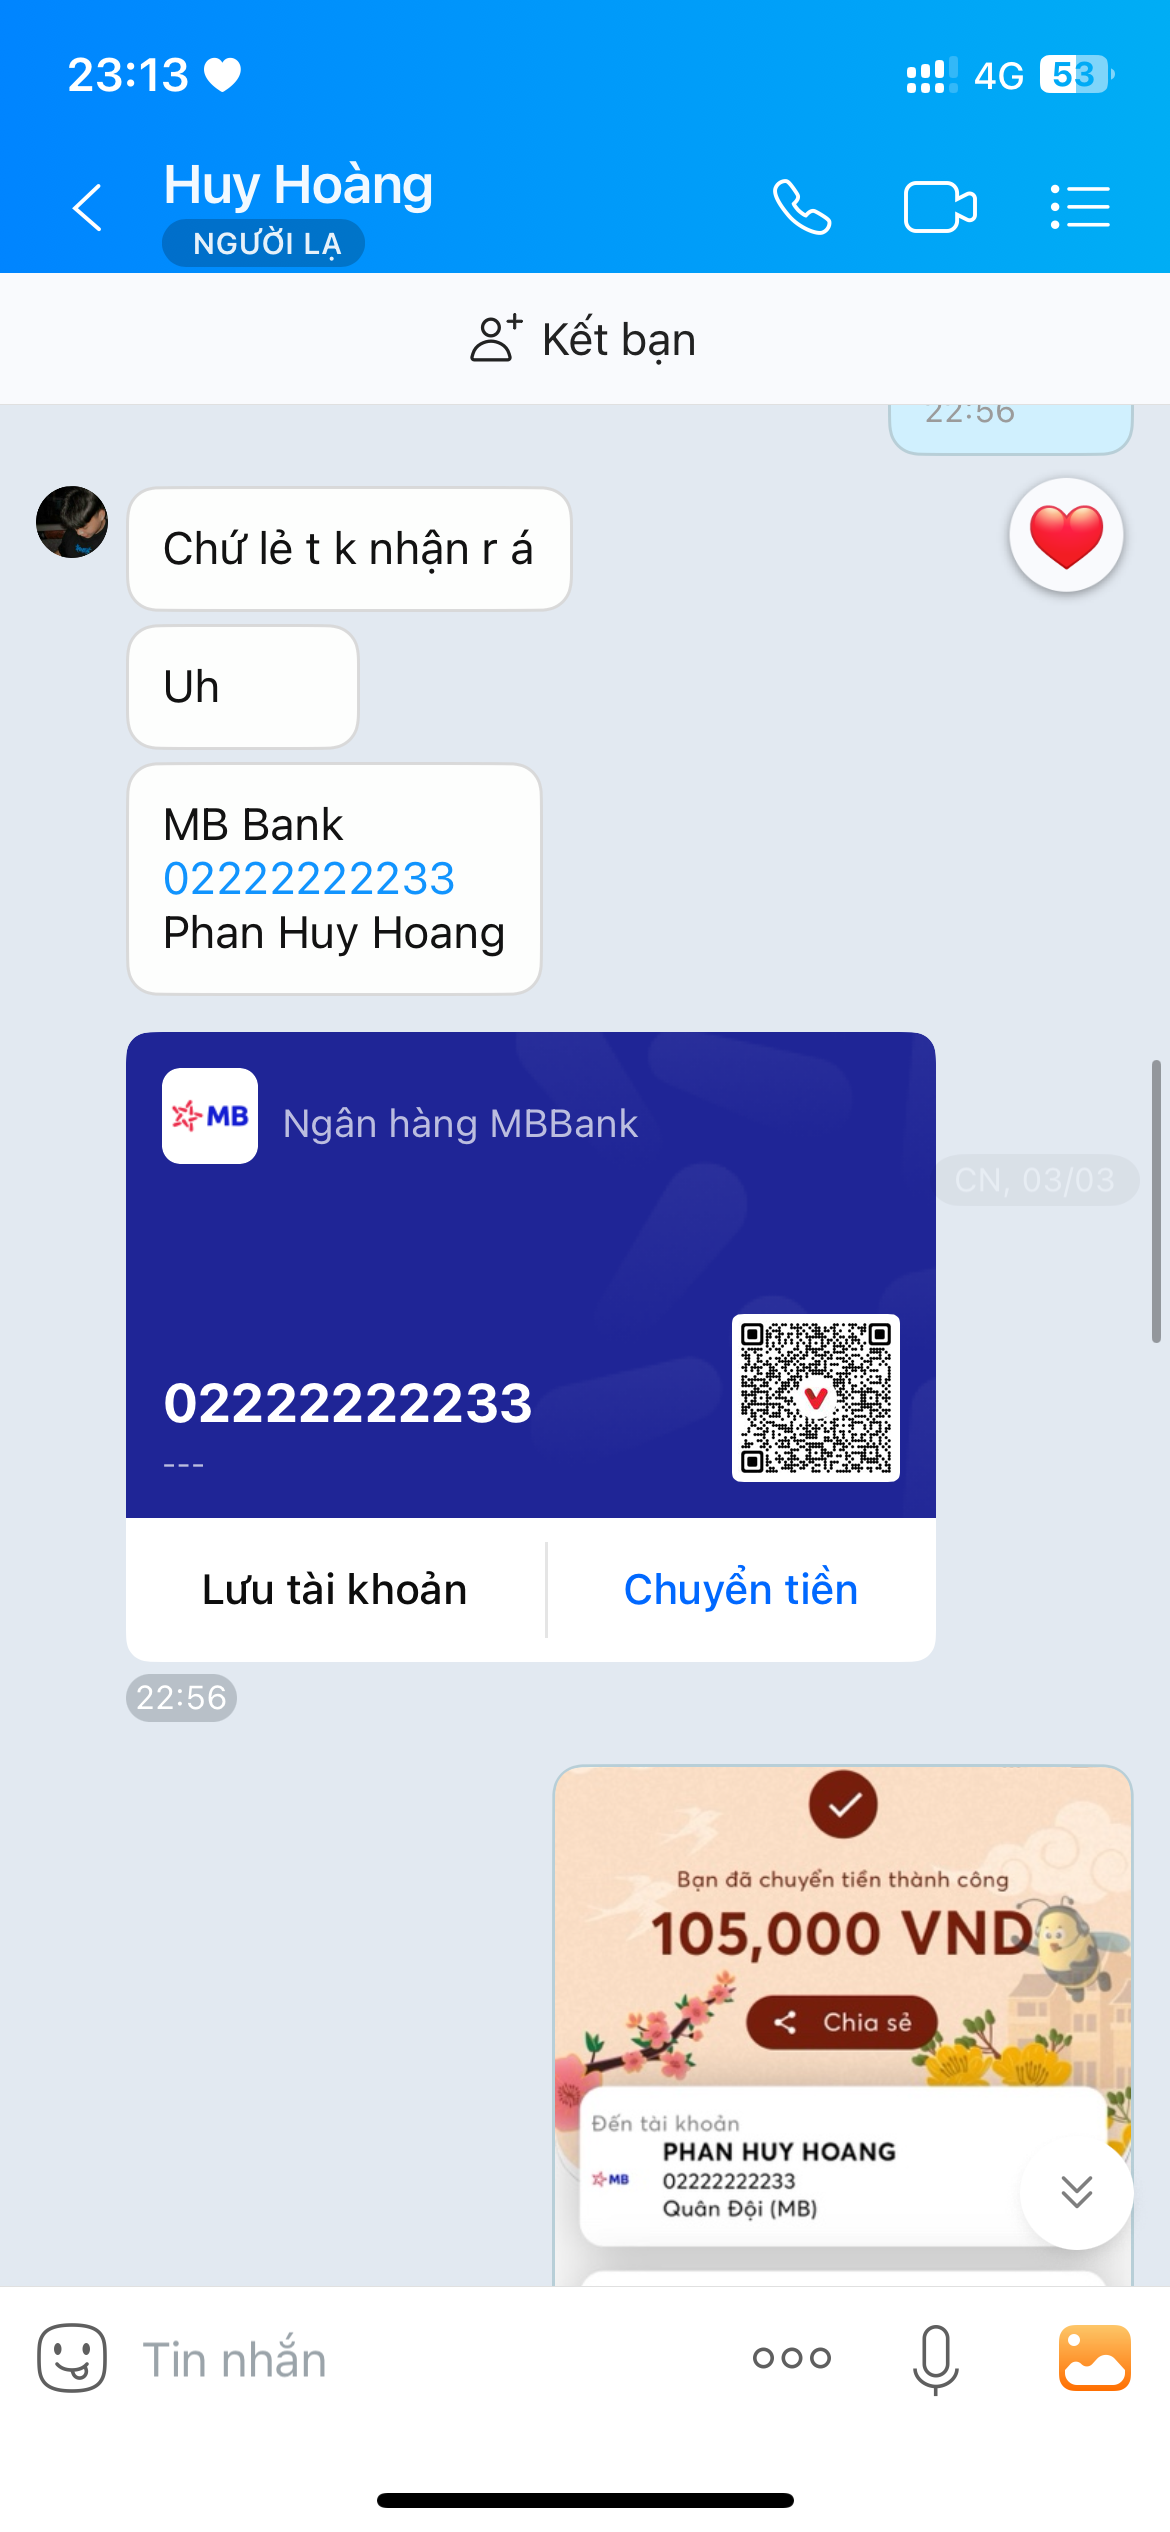 23:13
4G
53
Huy Hoàng
NGƯỜI LẠ
Kết bạn
22:56
Chứ lẻ t k nhận r á
Uh
MB Bank
02222222233
Phan Huy Hoang
MB
Ngân hàng MBBank
CN, 03/03
02222222233
---
Lưu tài khoản
Chuyển tiền
22:56
Bạn đã chuyển tiền thành công
105,000 VND
Chia sẻ
Đến tài khoản
PHAN HUY HOANG
MB
02222222233
Quân Đội (MB)
Tin nhắn